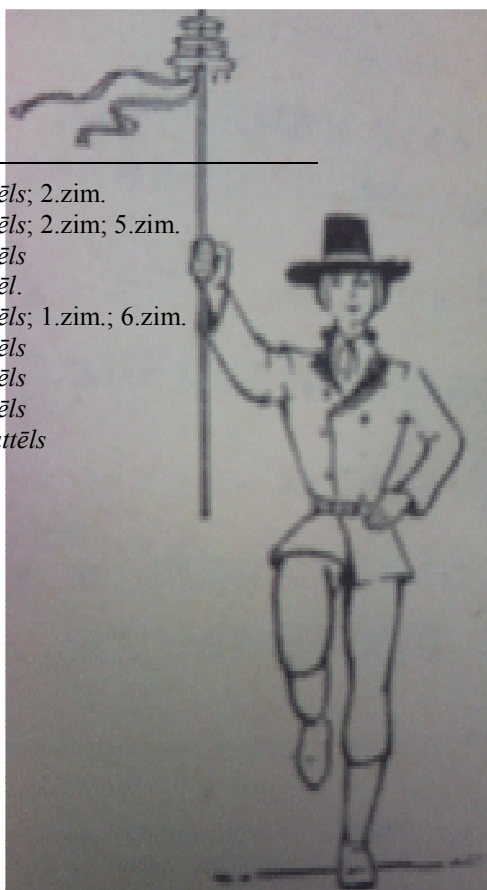 ēls; 2.zim.
ēls; 2.zim; 5.zim.
ēls
ēl.
ēls; 1.zim.; 6.zim.
ēls
ēls
ēls
ttēls